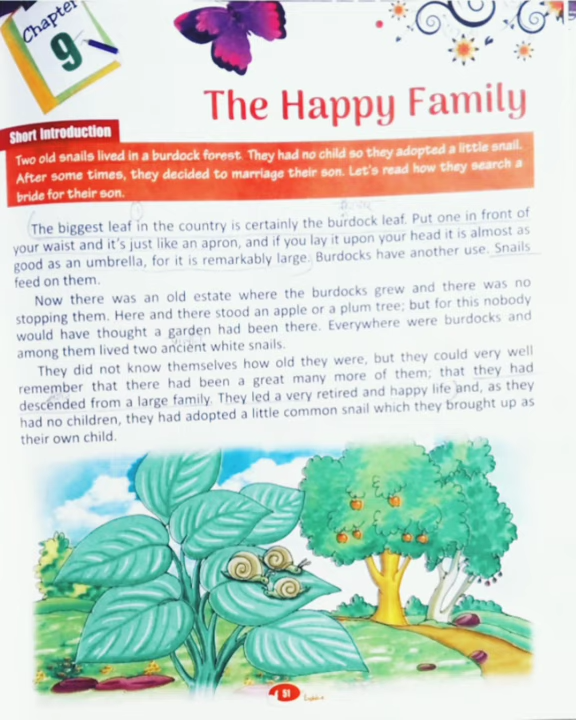 Chapter
9
The Happy Family
Short Introduction
Two old snails lived in a burdock forest. They had no child so they adopted a little snail.
After some times, they decided to marriage their son. Let's read how they search a
bride for their son.
The biggest leaf in the country is certainly the burdock leaf. Put one in front of
your waist and it's just like an apron, and if you lay it upon your head it is almost as
good as an umbrella, for it is remarkably large. Burdocks have another use. Snails
feed on them.
Now there was an old estate where the burdocks grew and there was no
stopping them. Here and there stood an apple or a plum tree; but for this nobody
would have thought a garden had been there. Everywhere were burdocks and
among them lived two ancient white snails.
They did not know themselves how old they were, but they could very well
remember that there had been a great many more of them; that they had
descended from a large family. They led a very retired and happy life and, as they
had no children, they had adopted a little common snail which they brought up as
their own child.
91